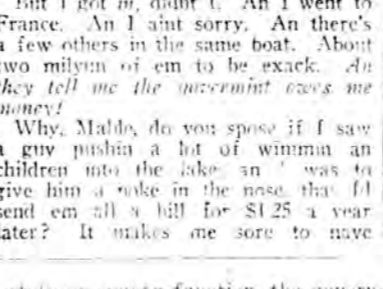 But I got in, didnt I. An I went to
France. An I aint sorry. An there's
a few others in the same boat. About
two milyun of em to be exack. An
they tell me the guvermint owes me
money!
Why, Mable, do you spose if I saw
a guy pushin a lot of wimmin an
children into the lake an I was to
give him a poke in the nose that I'd
send em all a bill for $1.25 a year
later? It makes me sore to have